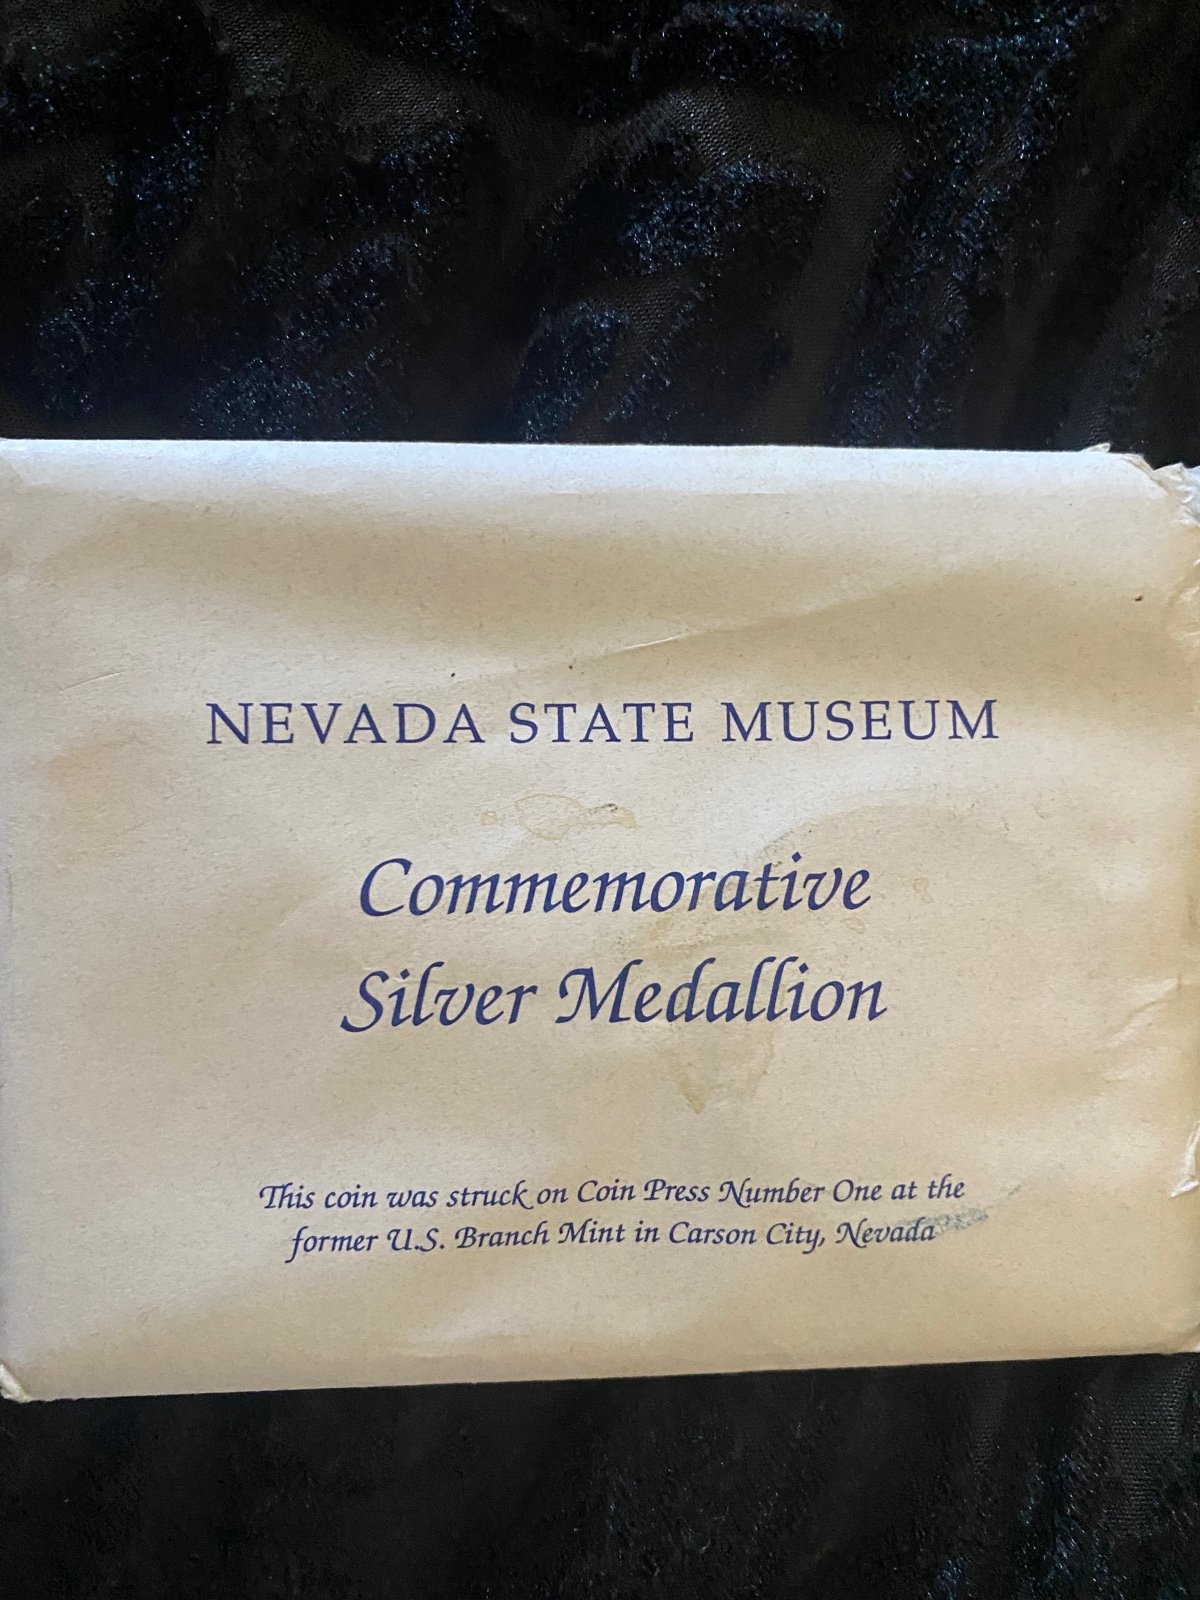 NEVADA STATE MUSEUM
Commemorative
Silver Medallion
This coin was struck on Coin Press Number One at the
former U.S. Branch Mint in Carson City, Nevada